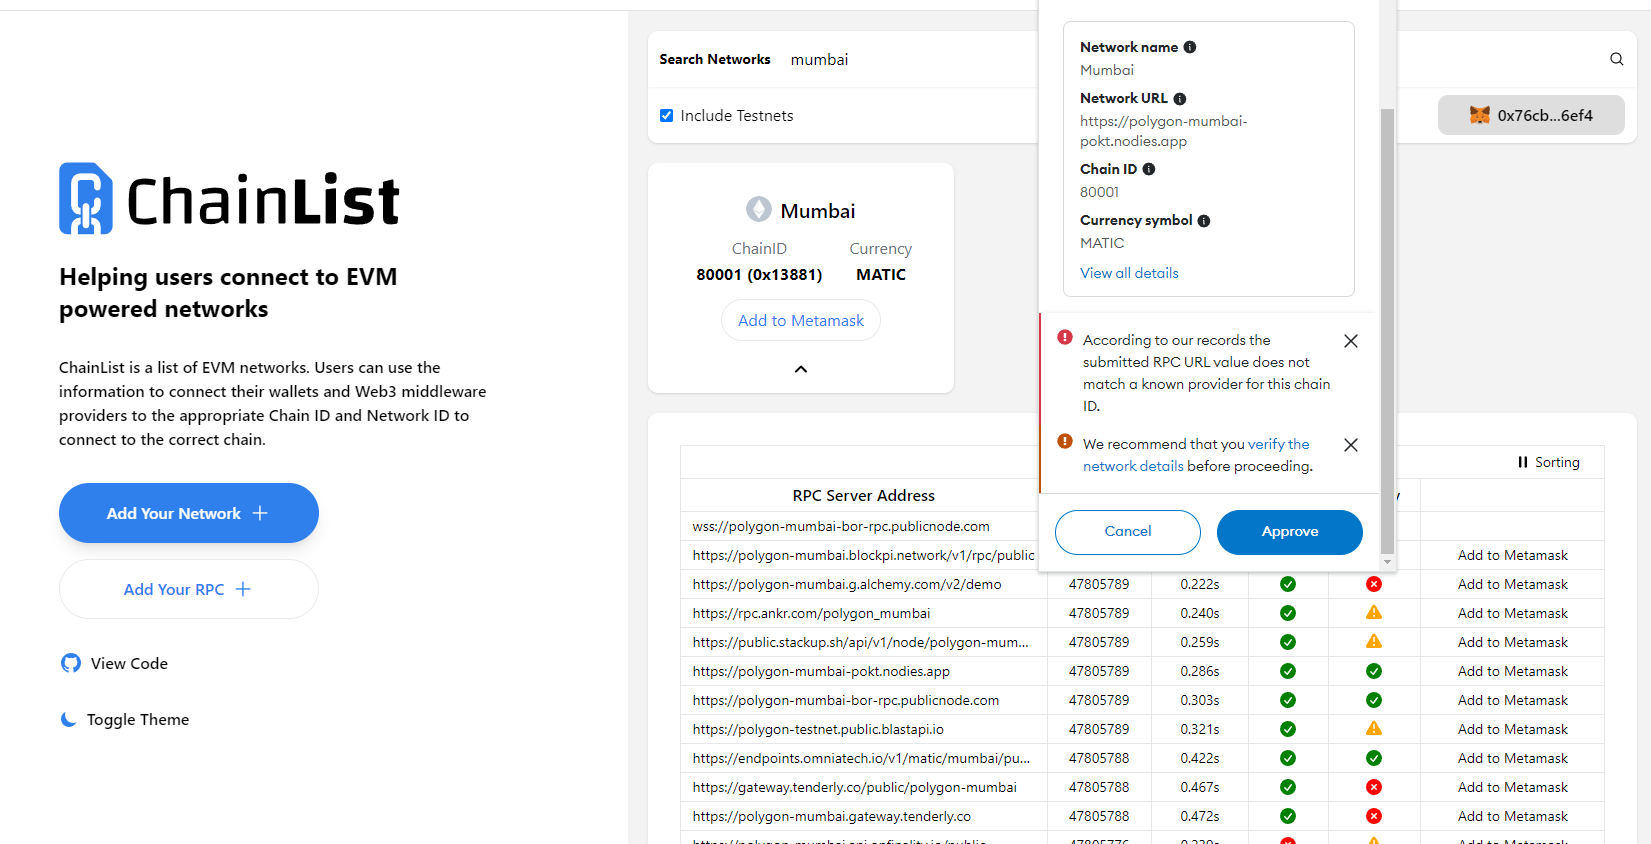 ChainList
Helping users connect to EVM
powered networks
ChainList is a list of EVM networks. Users can use the
information to connect their wallets and Web3 middleware
providers to the appropriate Chain ID and Network ID to
connect to the correct chain.
Add Your Network
Add Your RPC
View Code
Toggle Theme
Search Networks mumbai
Include Testnets
0x76cb...6ef4
Mumbai
ChainID Currency
80001 (0x13881) MATIC
Add to Metamask
Network name
Mumbai
Network URL
https://polygon-mumbai-
pokt.nodies.app
Chain ID
80001
Currency symbol
MATIC
View all details
According to our records the
submitted RPC URL value does not
match a known provider for this chain
ID.
We recommend that you verify the
network details before proceeding.
Cancel Approve
Sorting
RPC Server Address
wss://polygon-mumbai-bor-rpc.publicnode.com
https://polygon-mumbai.blockpi.network/v1/rpc/public Add to Metamask
https://polygon-mumbai.g.alchemy.com/v2/demo 47805789 0.222s Add to Metamask
https://rpc.ankr.com/polygon_mumbai 47805789 0.240s Add to Metamask
https://public.stackup.sh/api/v1/node/polygon-mum... 47805789 0.259s Add to Metamask
https://polygon-mumbai-pokt.nodies.app 47805789 0.286s Add to Metamask
https://polygon-mumbai-bor-rpc.publicnode.com 47805789 0.303s Add to Metamask
https://polygon-testnet.public.blastapi.io 47805789 0.321s Add to Metamask
https://endpoints.omniatech.io/v1/matic/mumbai/pu... 47805788 0.422s Add to Metamask
https://gateway.tenderly.co/public/polygon-mumbai 47805788 0.467s Add to Metamask
https://polygon-mumbai.gateway.tenderly.co 47805788 0.472s Add to Metamask